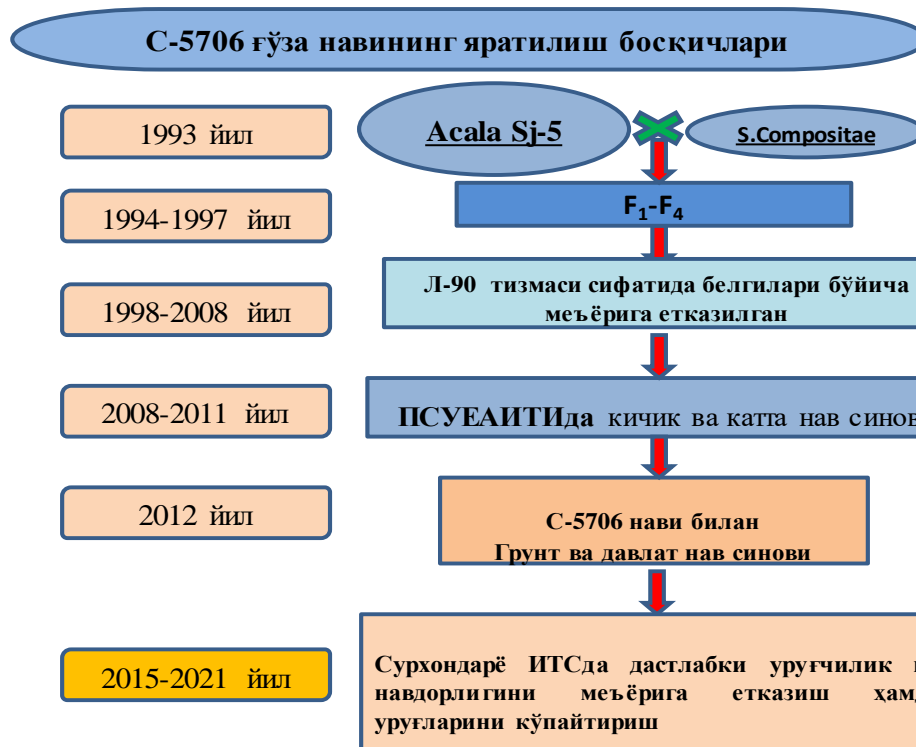 С-5706 ғўза навининг яратилиш босқичлари
1993 йил
Acala Sj-5
S.Compositae
1994-1997 йил
F₁-F₄
1998-2008 йил
Л-90 тизмаси сифатида белгилари бўйича
меъёрига етказилган
2008-2011 йил
ПСУЕАИТИда кичик ва катта нав синов
2012 йил
С-5706 нави билан
Грунт ва давлат нав синови
2015-2021 йил
Сурхондарё ИТСда дастлабки уруғчилик
навдорлигини меъёрига етказиш
уруғларини кўпайтириш